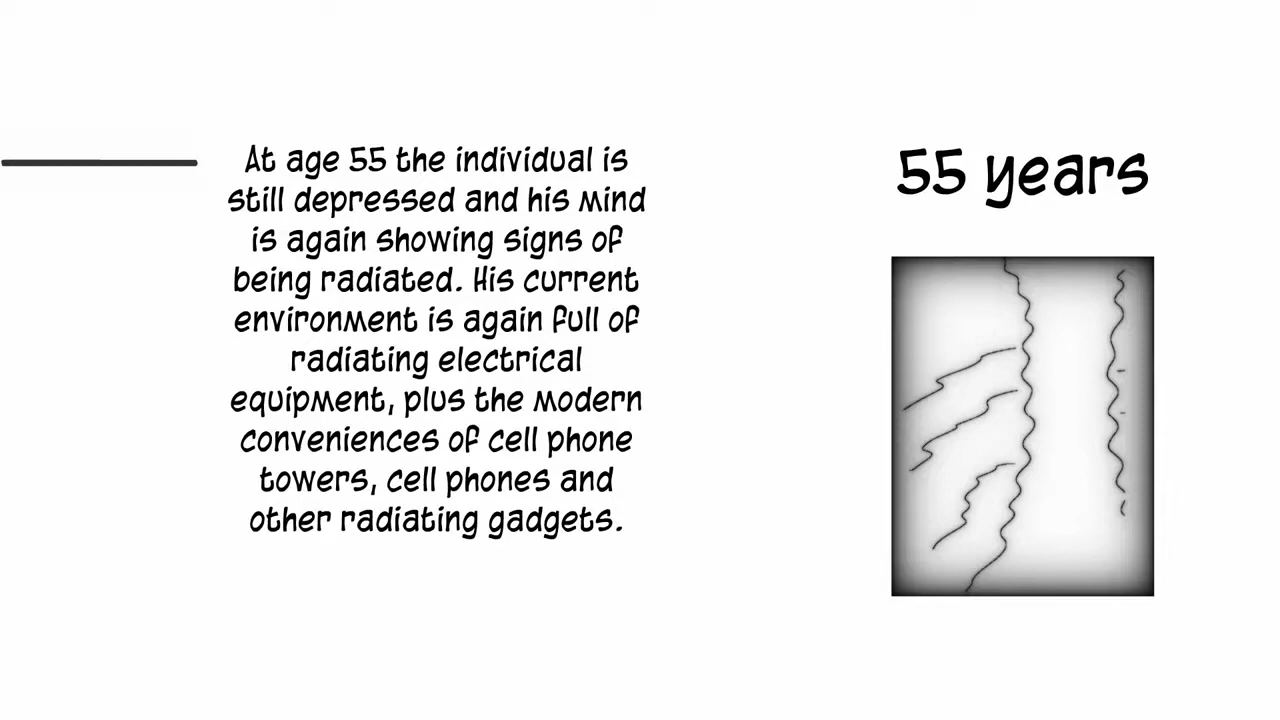 At age 55 the individual is
still depressed and his mind
is again showing signs of
being radiated. His current
environment is again full of
radiating electrical
equipment, plus the modern
conveniences of cell phone
towers, cell phones and
other radiating gadgets.
55 years